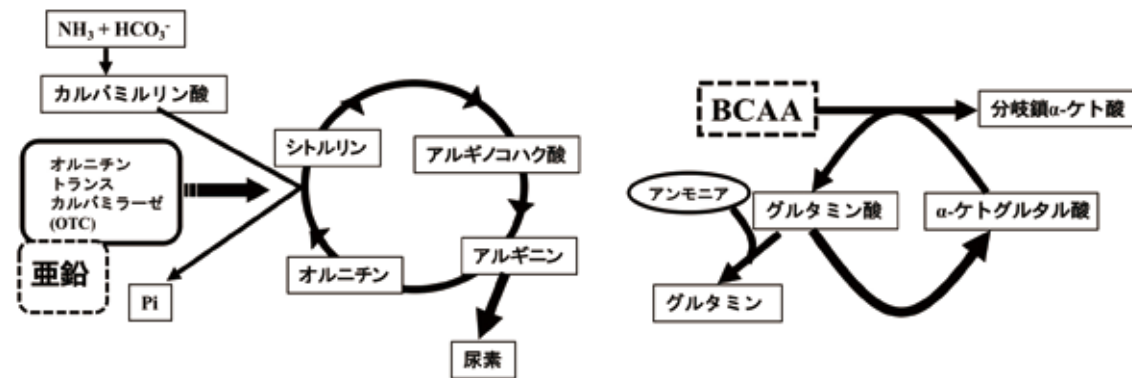 NH₃ + HCO₃⁻
カルバミルリン酸
オルニチン
トランス
カルバミラーゼ
(OTC)
亜鉛
Pi
シトルリン
アルギノコハク酸
オルニチン
アルギニン
尿素
BCAA
分岐鎖α-ケト酸
アンモニア
グルタミン酸
α-ケトグルタル酸
グルタミン